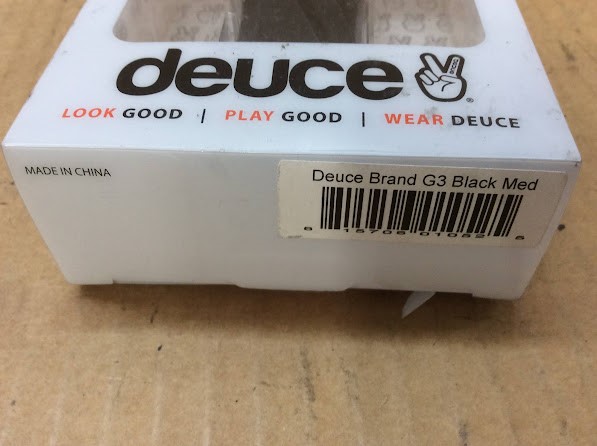 deuce
LOOK GOOD | PLAY GOOD | WEAR DEUCE
MADE IN CHINA
Deuce Brand G3 Black Med